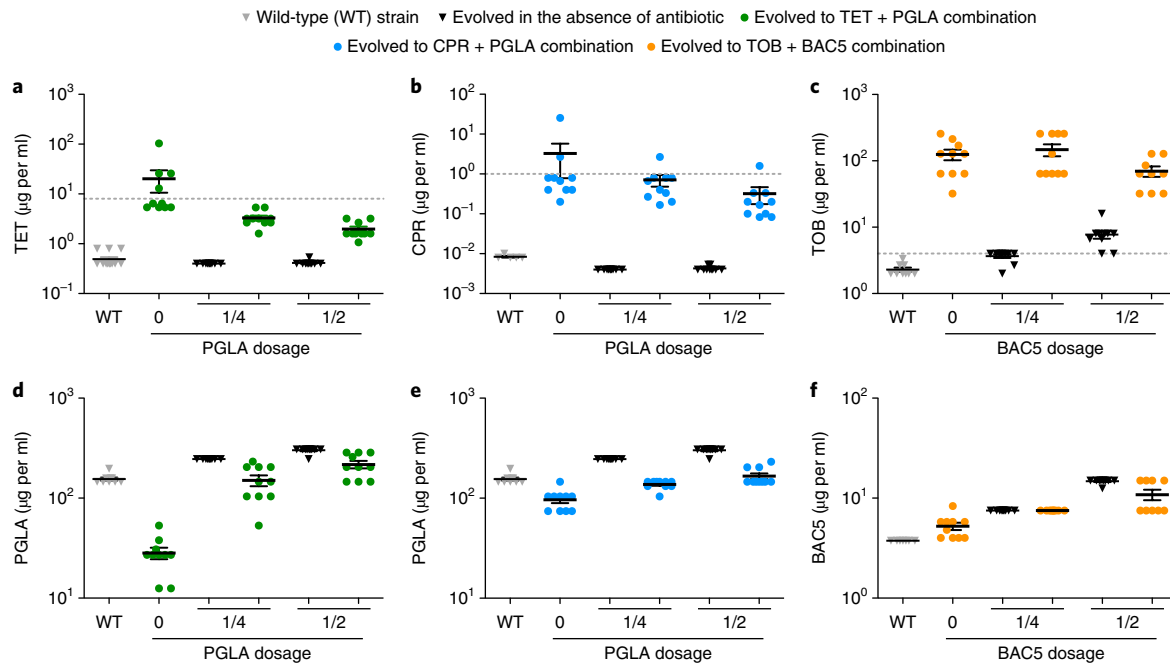 Wild-type (WT) strain Evolved in the absence of antibiotic Evolved to TET + PGLA combination
Evolved to CPR + PGLA combination Evolved to TOB + BAC5 combination
a b c
TET (μg per ml)
10³
10²
10¹
10⁰
10⁻¹
WT 0 1/4 1/2
PGLA dosage
CPR (μg per ml)
10²
10¹
10⁰
10⁻¹
10⁻²
10⁻³
WT 0 1/4 1/2
PGLA dosage
TOB (μg per ml)
10³
10²
10¹
10⁰
WT 0 1/4 1/2
BAC5 dosage
d e f
PGLA (μg per ml)
10³
10²
10¹
WT 0 1/4 1/2
PGLA dosage
PGLA (μg per ml)
10³
10²
10¹
WT 0 1/4 1/2
PGLA dosage
BAC5 (μg per ml)
10²
10¹
10⁰
WT 0 1/4 1/2
BAC5 dosage